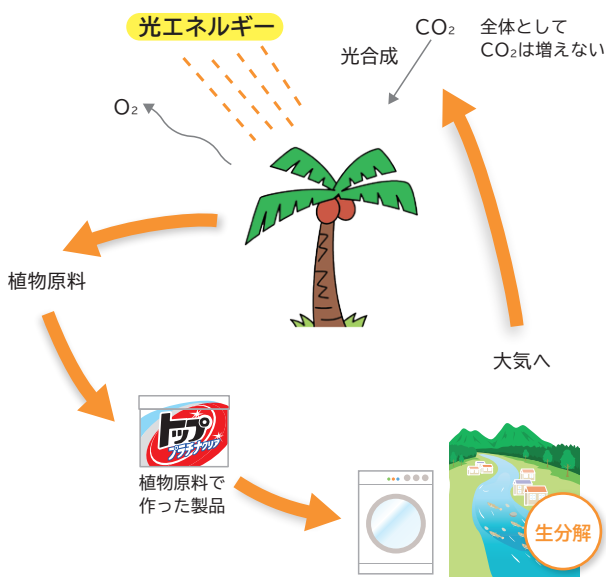 光エネルギー
CO₂
全体として
CO₂は増えない
光合成
O₂
植物原料
大気へ
トップ
プラチナクリア
植物原料で
作った製品
生分解